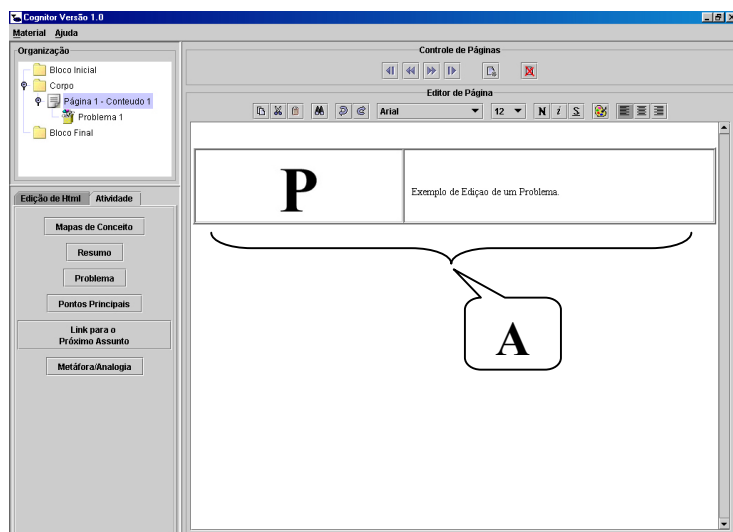 Cognitor Versão 1.0
Material Ajuda
Organização
Bloco Inicial
Corpo
Página 1 - Conteudo 1
Problema 1
Bloco Final
Edição de Html Atividade
Mapas de Conceito
Resumo
Problema
Pontos Principais
Link para o
Próximo Assunto
Metáfora/Analogia
Controle de Páginas
Editor de Página
Arial 12 N i S
P Exemplo de Ediçao de um Problema.
A